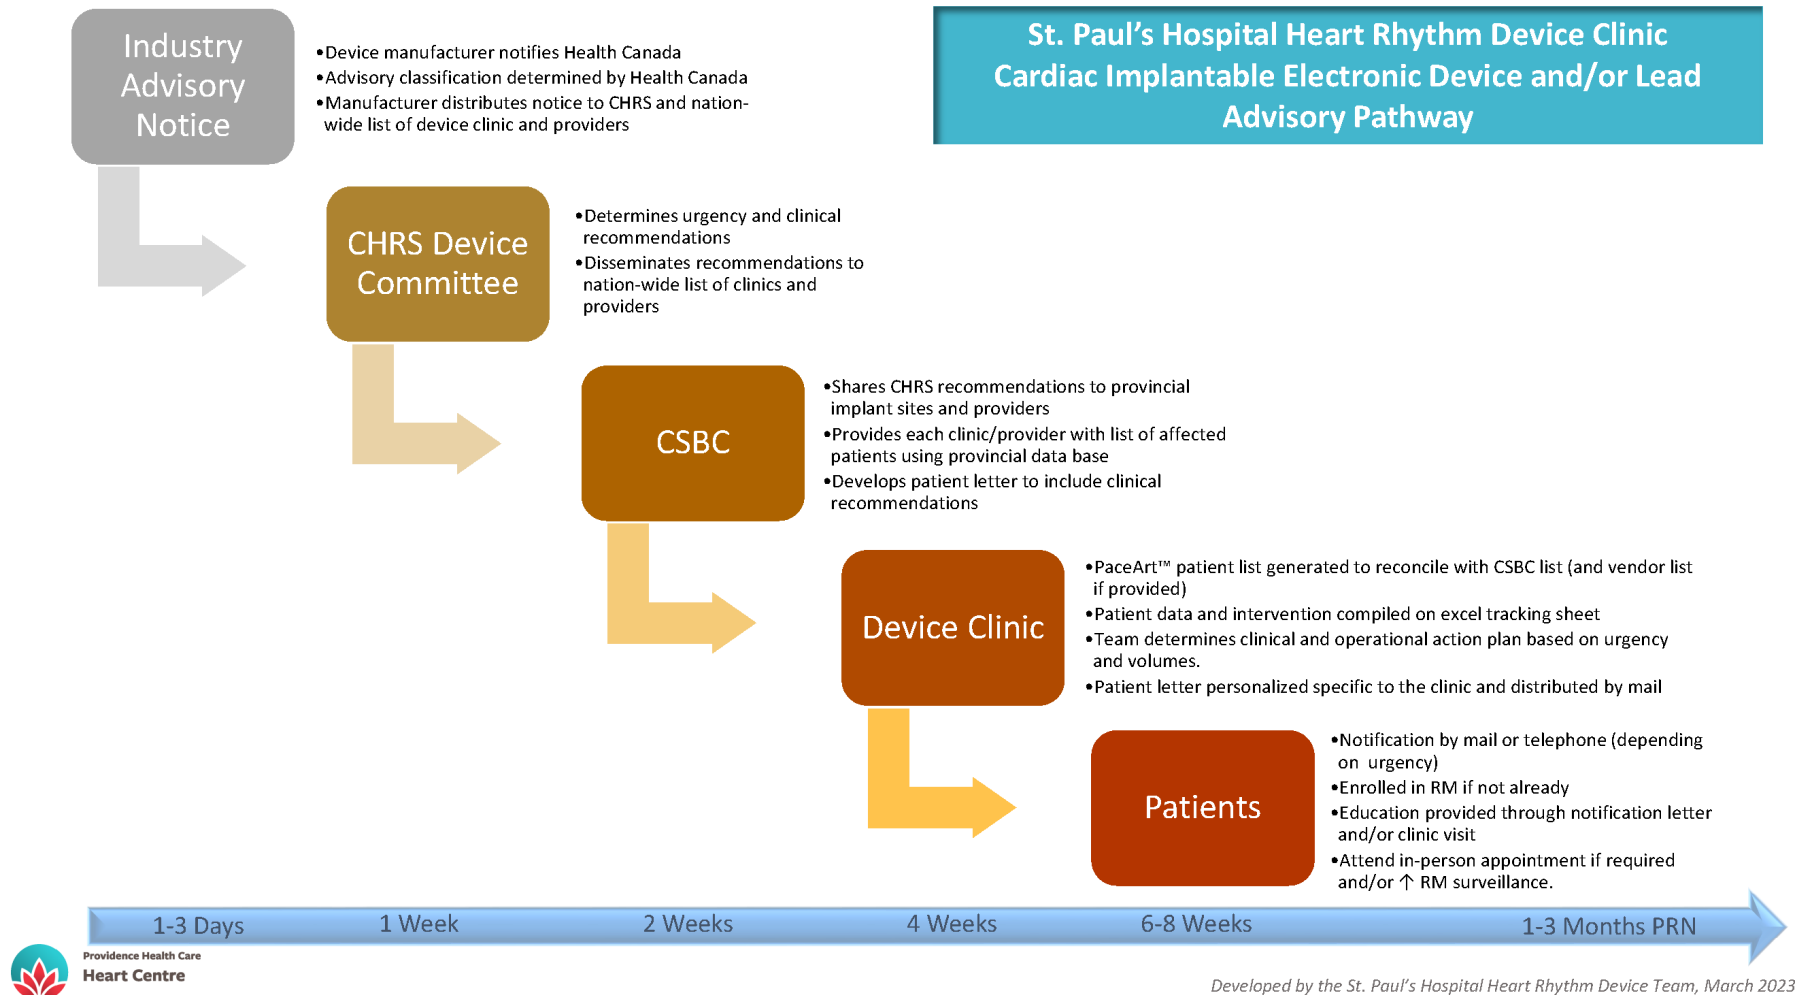 St. Paul's Hospital Heart Rhythm Device Clinic
Cardiac Implantable Electronic Device and/or Lead
Advisory Pathway
Industry
Advisory
Notice
•Device manufacturer notifies Health Canada
•Advisory classification determined by Health Canada
•Manufacturer distributes notice to CHRS and nation-
wide list of device clinic and providers
CHRS Device
Committee
•Determines urgency and clinical
recommendations
•Disseminates recommendations to
nation-wide list of clinics and
providers
CSBC
•Shares CHRS recommendations to provincial
implant sites and providers
•Provides each clinic/provider with list of affected
patients using provincial data base
•Develops patient letter to include clinical
recommendations
Device Clinic
•PaceArt™ patient list generated to reconcile with CSBC list (and vendor list
if provided)
•Patient data and intervention compiled on excel tracking sheet
•Team determines clinical and operational action plan based on urgency
and volumes.
•Patient letter personalized specific to the clinic and distributed by mail
Patients
•Notification by mail or telephone (depending
on urgency)
•Enrolled in RM if not already
•Education provided through notification letter
and/or clinic visit
•Attend in-person appointment if required
and/or ↑ RM surveillance.
1-3 Days
1 Week
2 Weeks
4 Weeks
6-8 Weeks
1-3 Months PRN
Providence Health Care
Heart Centre
Developed by the St. Paul's Hospital Heart Rhythm Device Team, March 2023